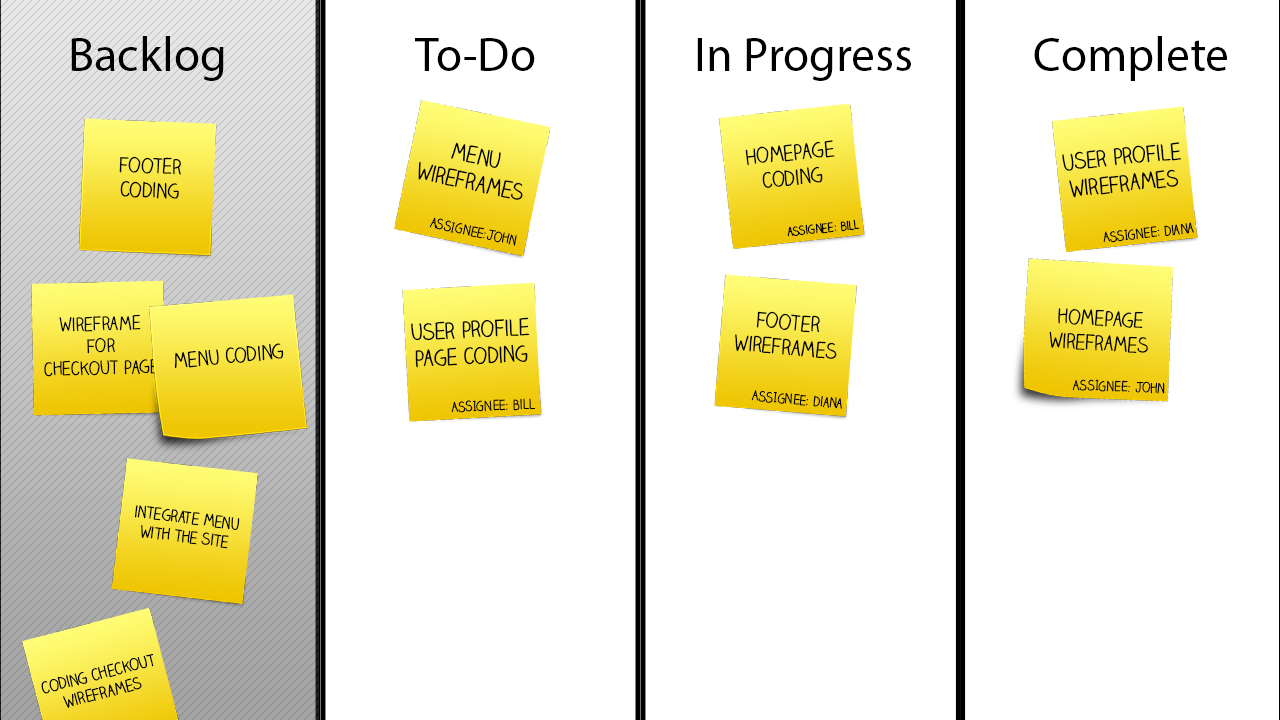 Backlog
FOOTER
CODING
WIREFRAME
FOR
CHECKOUT PAGE
MENU CODING
INTEGRATE MENU
WITH THE SITE
CODING CHECKOUT
WIREFRAMES
To-Do
MENU
WIREFRAMES
ASSIGNEE:JOHN
USER PROFILE
PAGE CODING
ASSIGNEE: BILL
In Progress
HOMEPAGE
CODING
ASSIGNEE: BILL
FOOTER
WIREFRAMES
ASSIGNEE: DIANA
Complete
USER PROFILE
WIREFRAMES
ASSIGNEE: DIANA
HOMEPAGE
WIREFRAMES
ASSIGNEE: JOHN